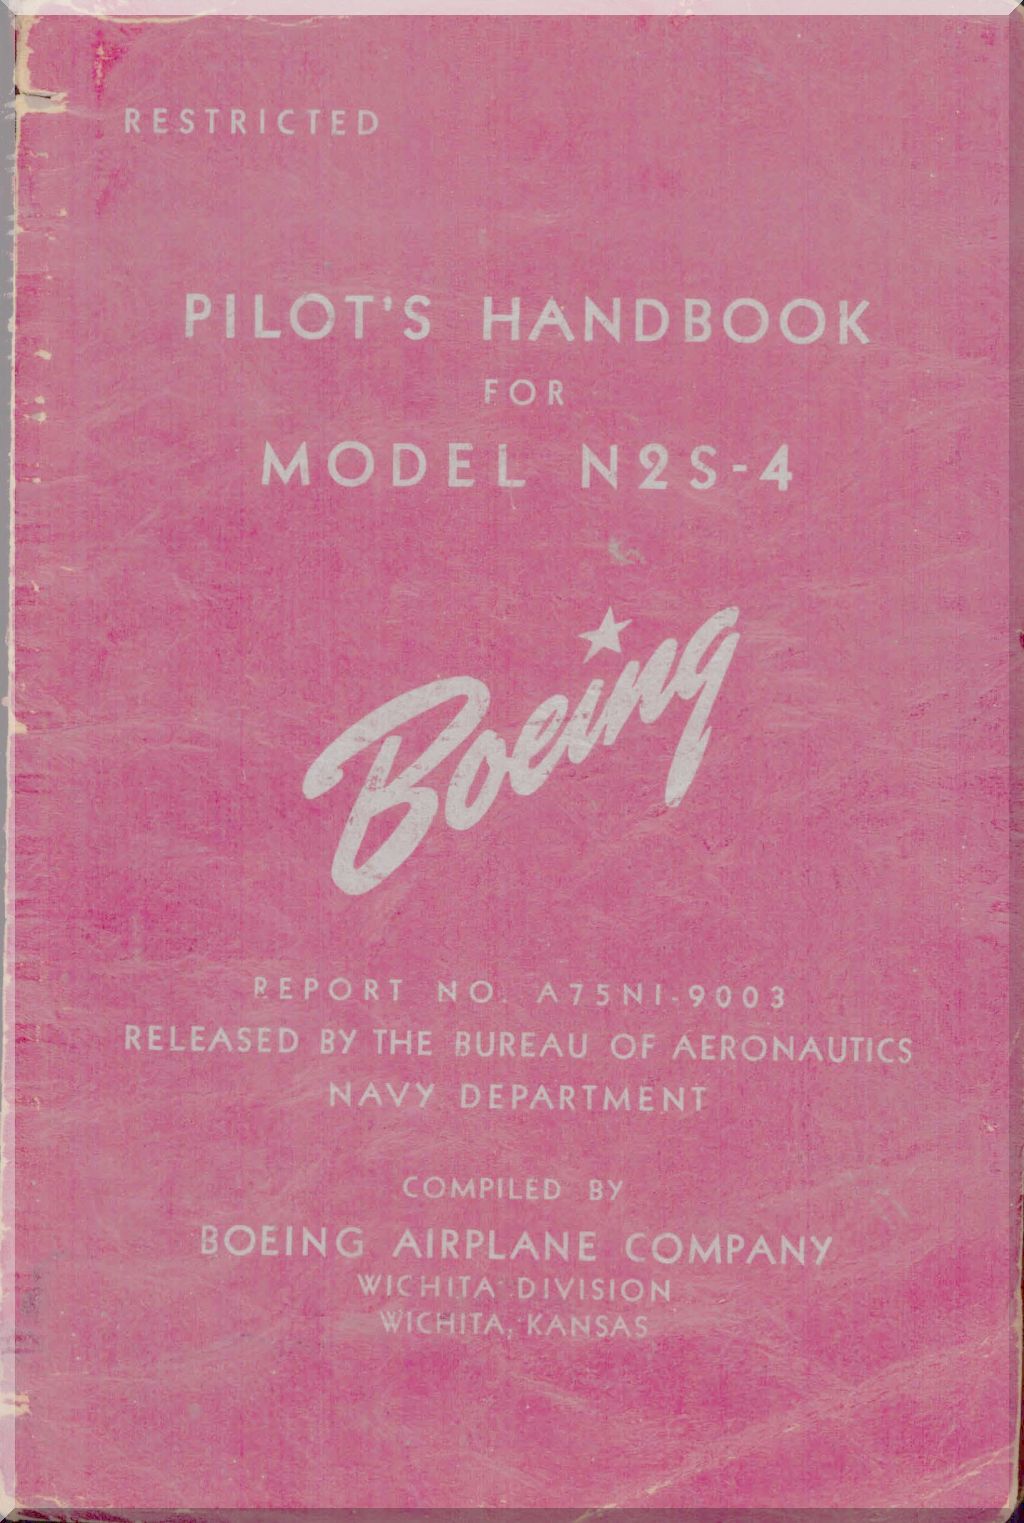 RESTRICTED
PILOT'S HANDBOOK
FOR
MODEL N2S-4
Boeing
REPORT NO. A75N1-9003
RELEASED BY THE BUREAU OF AERONAUTICS
NAVY DEPARTMENT
COMPILED BY
BOEING AIRPLANE COMPANY
WICHITA DIVISION
WICHITA, KANSAS